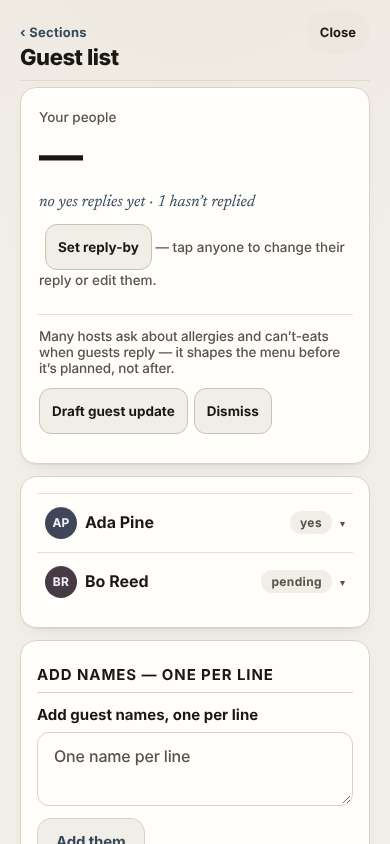 ‹ Sections
Close
Guest list
Your people
—
no yes replies yet · 1 hasn’t replied
Set reply-by — tap anyone to change their
reply or edit them.
Many hosts ask about allergies and can’t-eats
when guests reply — it shapes the menu before
it’s planned, not after.
Draft guest update
Dismiss
AP Ada Pine yes ▾
BR Bo Reed pending ▾
ADD NAMES — ONE PER LINE
Add guest names, one per line
One name per line
Add them